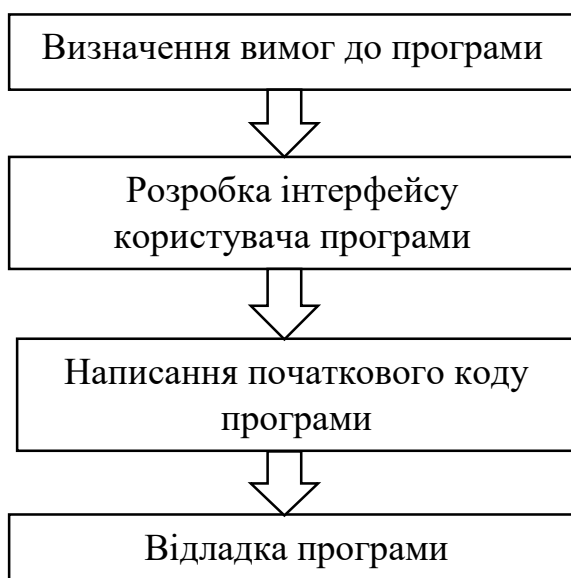 Визначення вимог до програми
Розробка інтерфейсу
користувача програми
Написання початкового коду
програми
Відладка програми